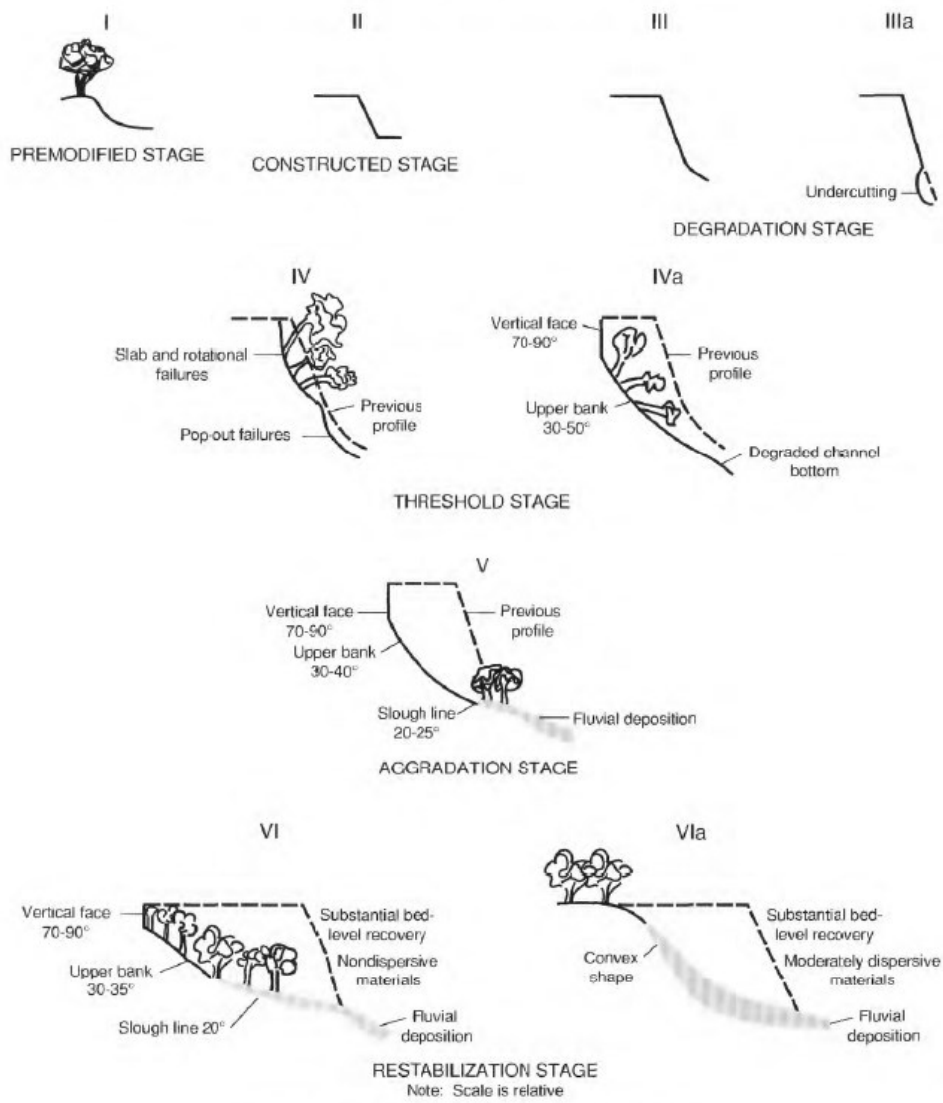 I
II
III
IIIa
PREMODIFIED STAGE
CONSTRUCTED STAGE
Undercutting
DEGRADATION STAGE
IV
IVa
Slab and rotational
failures
Previous
profile
Pop-out failures
Vertical face
70-90°
Previous
profile
Upper bank
30-50°
Degraded channel
bottom
THRESHOLD STAGE
V
Vertical face
70-90°
Previous
profile
Upper bank
30-40°
Slough line
20-25°
Fluvial deposition
AGGRADATION STAGE
VI
VIa
Vertical face
70-90°
Substantial bed-
level recovery
Nondispersive
materials
Upper bank
30-35°
Slough line 20°
Fluvial
deposition
Substantial bed-
level recovery
Convex
shape
Moderately dispersive
materials
Fluvial
deposition
RESTABILIZATION STAGE
Note: Scale is relative